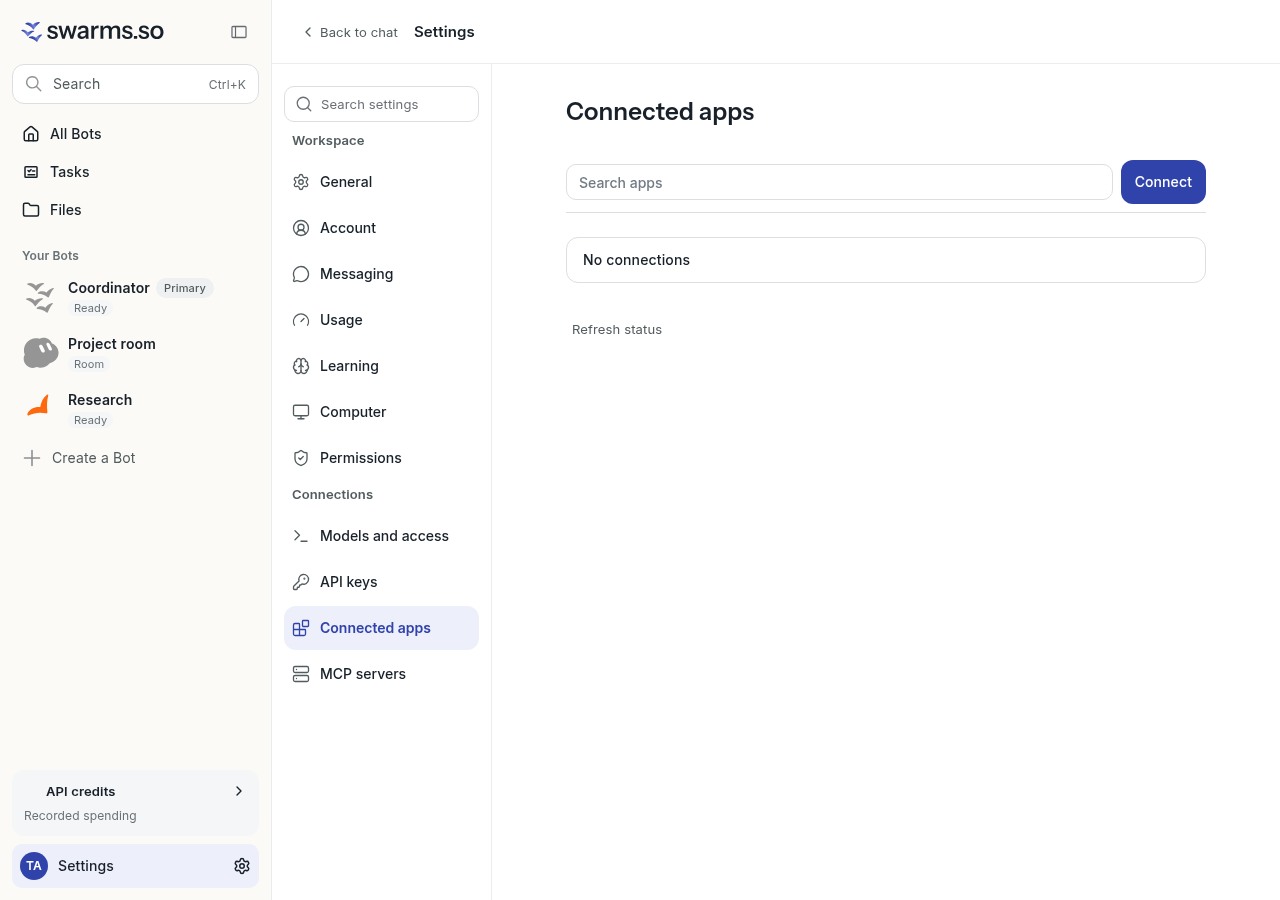 swarms.so
Search Ctrl+K
All Bots
Tasks
Files
Your Bots
Coordinator Primary
Ready
Project room
Room
Research
Ready
Create a Bot
API credits
Recorded spending
TA Settings
Back to chat Settings
Search settings
Workspace
General
Account
Messaging
Usage
Learning
Computer
Permissions
Connections
Models and access
API keys
Connected apps
MCP servers
Connected apps
Search apps Connect
No connections
Refresh status